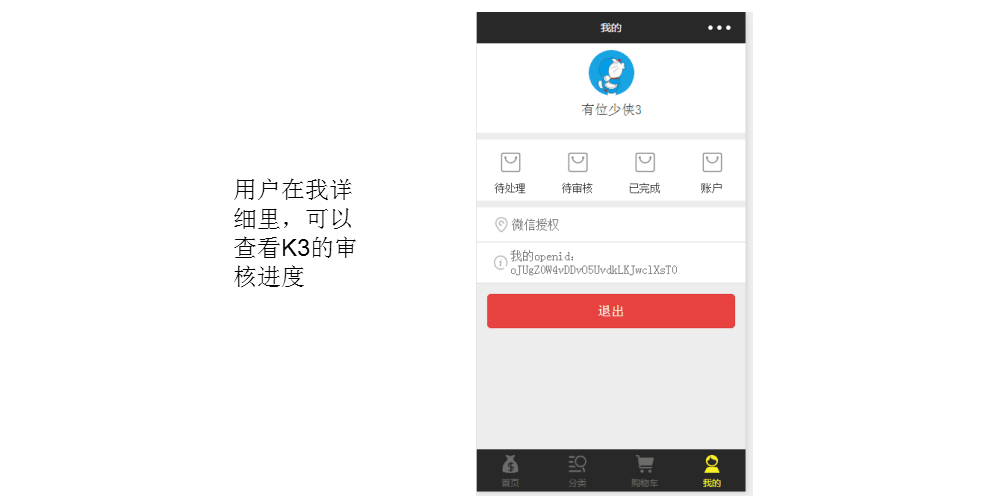 用户在我详
细里，可以
查看K3的审
核进度
我的
有位少侠3
待处理
待审核
已完成
账户
微信授权
我的openid:
oJUgZ0W4vDDvO5UvdkLKJwclXsT0
退出
首页
分类
购物车
我的